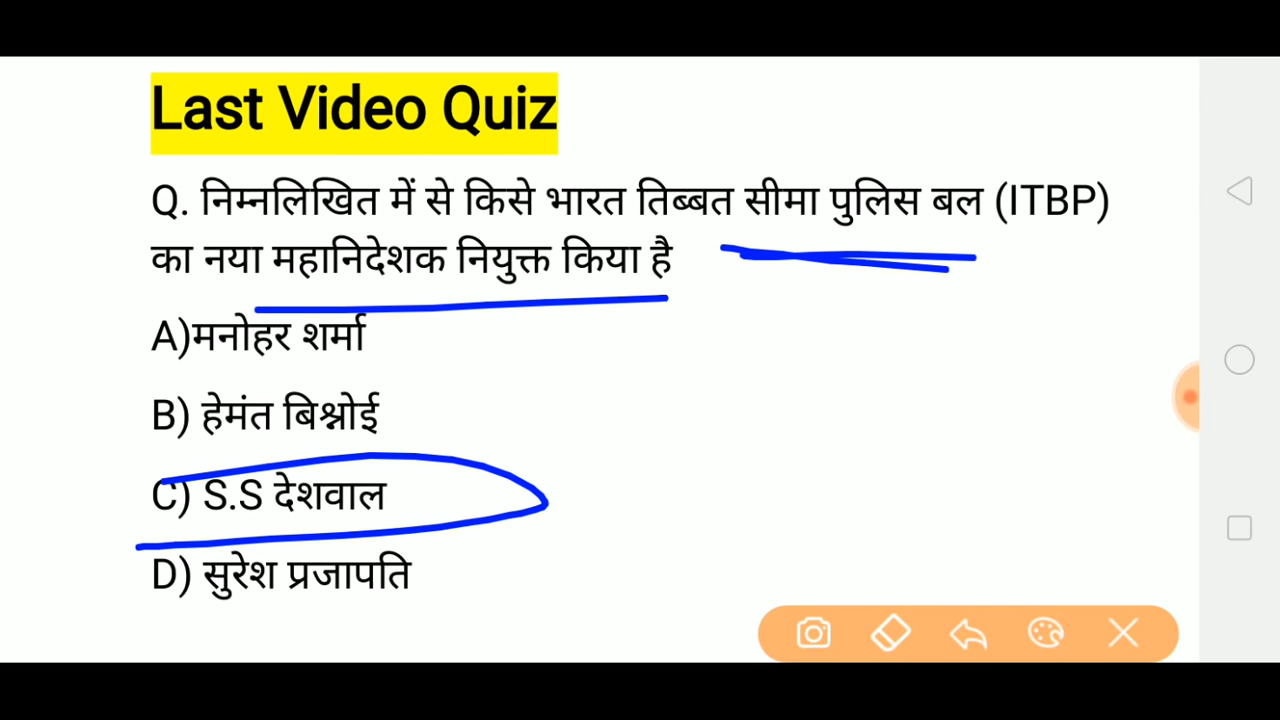 Last Video Quiz
Q. निम्नलिखित में से किसे भारत तिब्बत सीमा पुलिस बल (ITBP)
का नया महानिदेशक नियुक्त किया है
A)मनोहर शर्मा
B) हेमंत बिश्नोई
C) S.S देशवाल
D) सुरेश प्रजापति